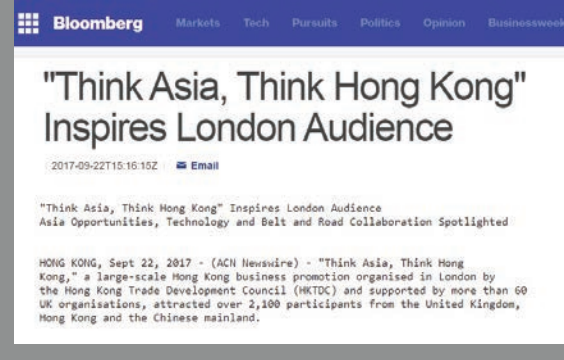 Bloomberg Markets Tech Pursuits Politics Opinion Businessweek
"Think Asia, Think Hong Kong"
Inspires London Audience
2017-09-22T15:16:15Z Email
"Think Asia, Think Hong Kong" Inspires London Audience
Asia Opportunities, Technology and Belt and Road Collaboration Spotlighted
HONG KONG, Sept 22, 2017 - (ACN Newswire) - "Think Asia, Think Hong
Kong," a large-scale Hong Kong business promotion organised in London by
the Hong Kong Trade Development Council (HKTDC) and supported by more than 60
UK organisations, attracted over 2,100 participants from the United Kingdom,
Hong Kong and the Chinese mainland.